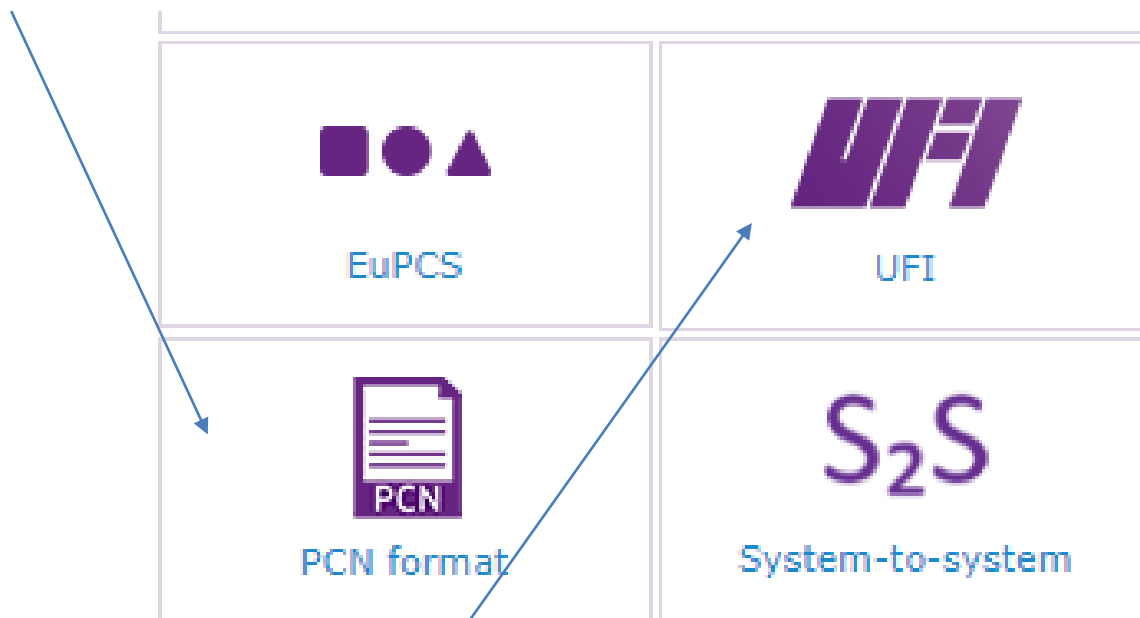 UFI
EuPCS
UFI
S₂S
PCN
PCN format
System-to-system